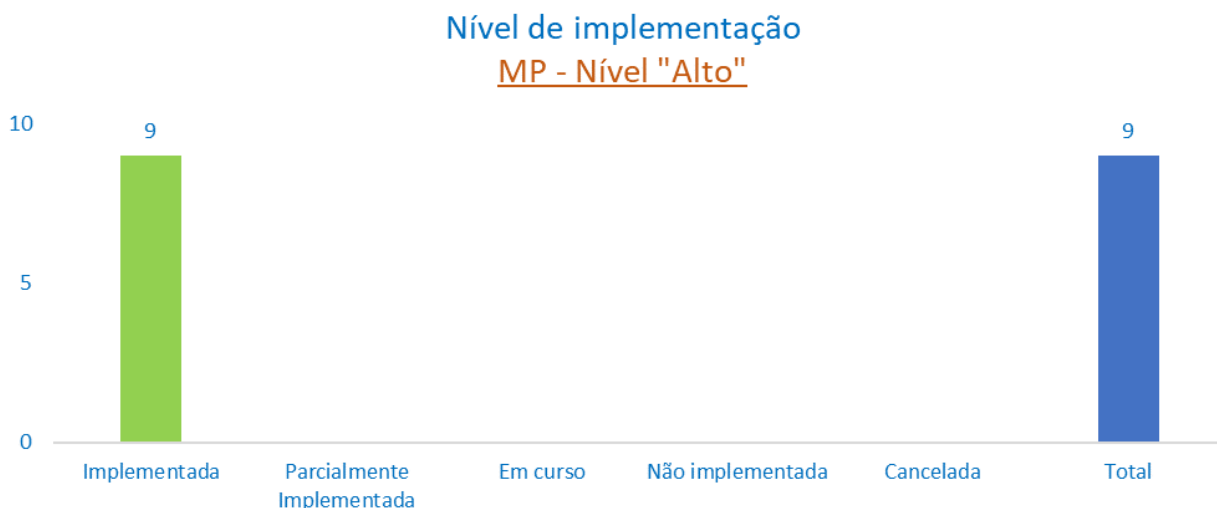 Nível de implementação
MP - Nível "Alto"
10
9
9
5
0
Implementada
Parcialmente
Implementada
Em curso
Não implementada
Cancelada
Total